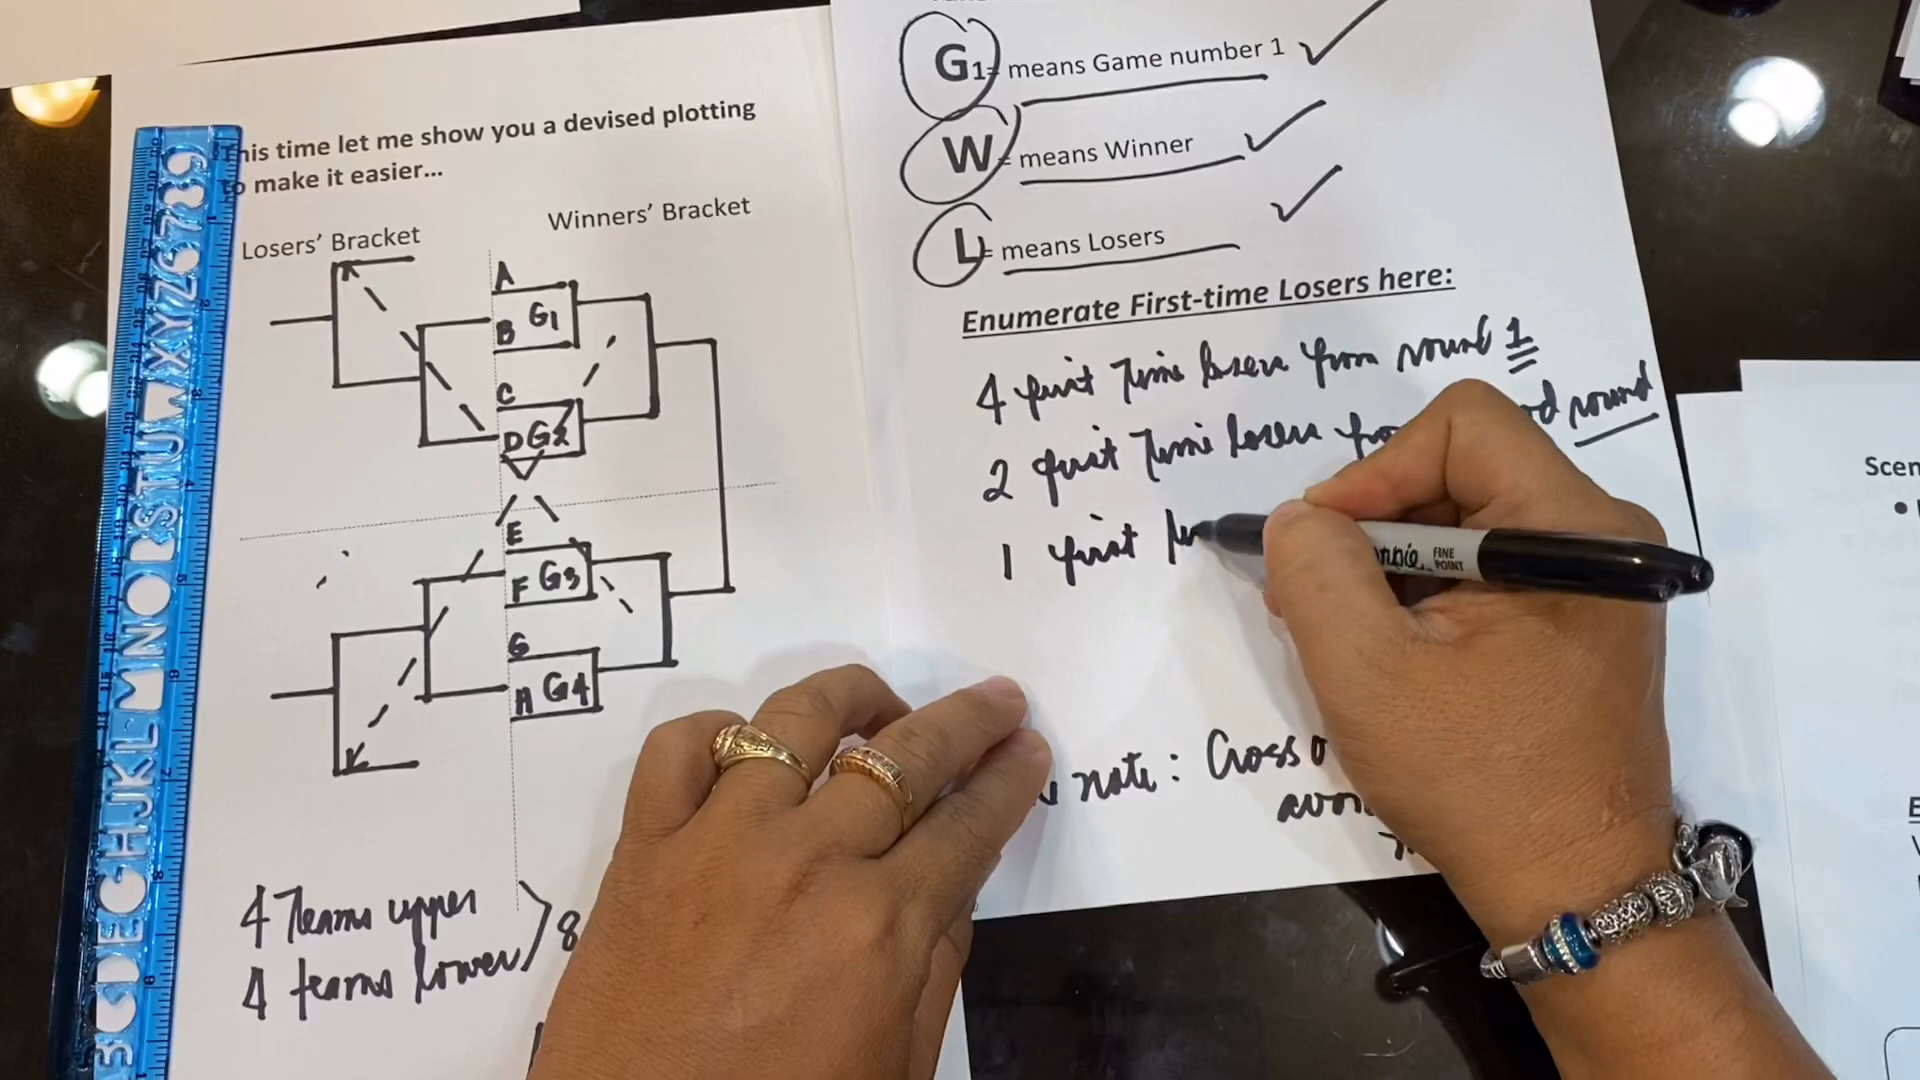 This time let me show you a devised plotting
to make it easier...
Losers' Bracket
Winners' Bracket
A
B G1
C
D G2
E
F G3
G
H G4
4 Teams upper
4 teams lower
8
G1= means Game number 1
W= means Winner
L= means Losers
Enumerate First-time Losers here:
4 first Time losers from round 1
2 first Time losers round
1 first
note: Cross
FINE
POINT
Scen